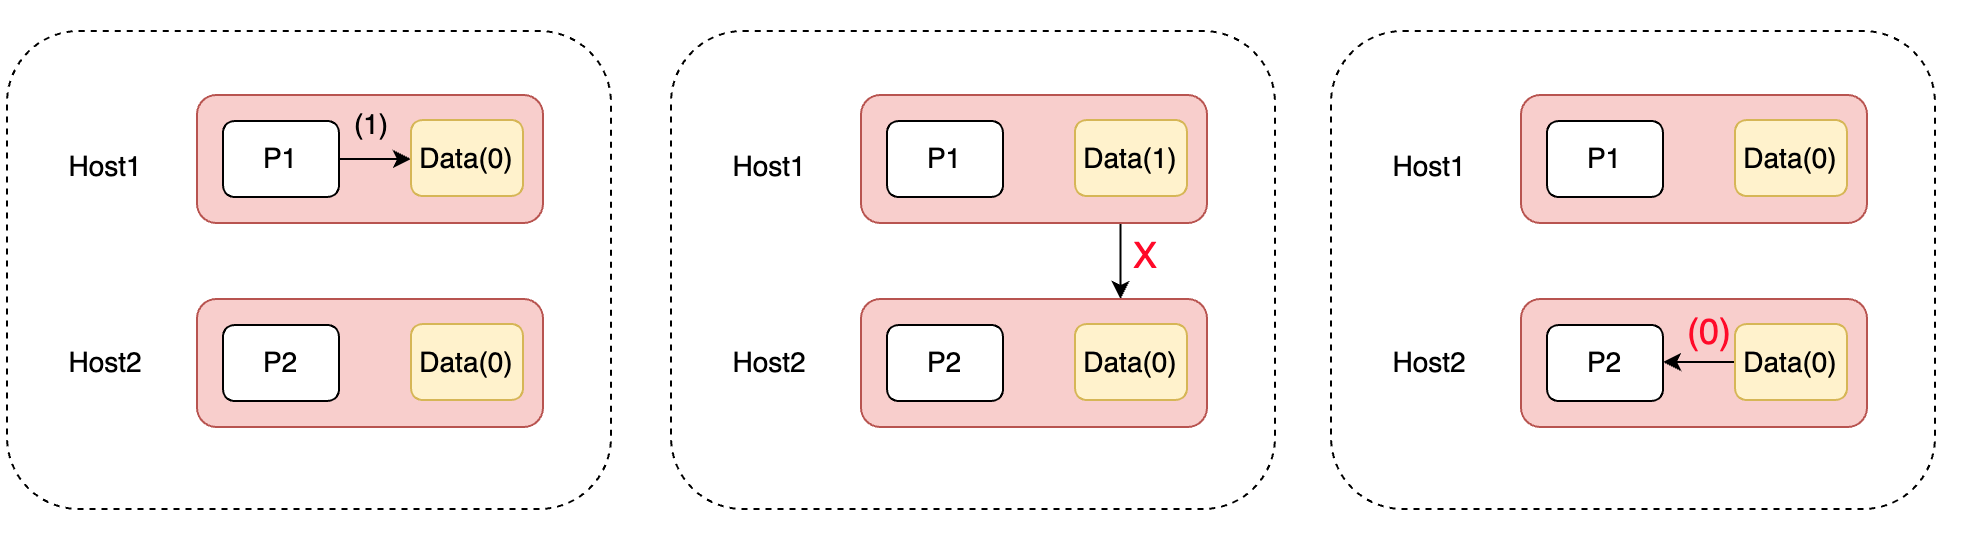 (1)
Host1
P1
Data(0)
Host2
P2
Data(0)
Host1
P1
Data(1)
X
Host2
P2
Data(0)
Host1
P1
Data(0)
(0)
Host2
P2
Data(0)